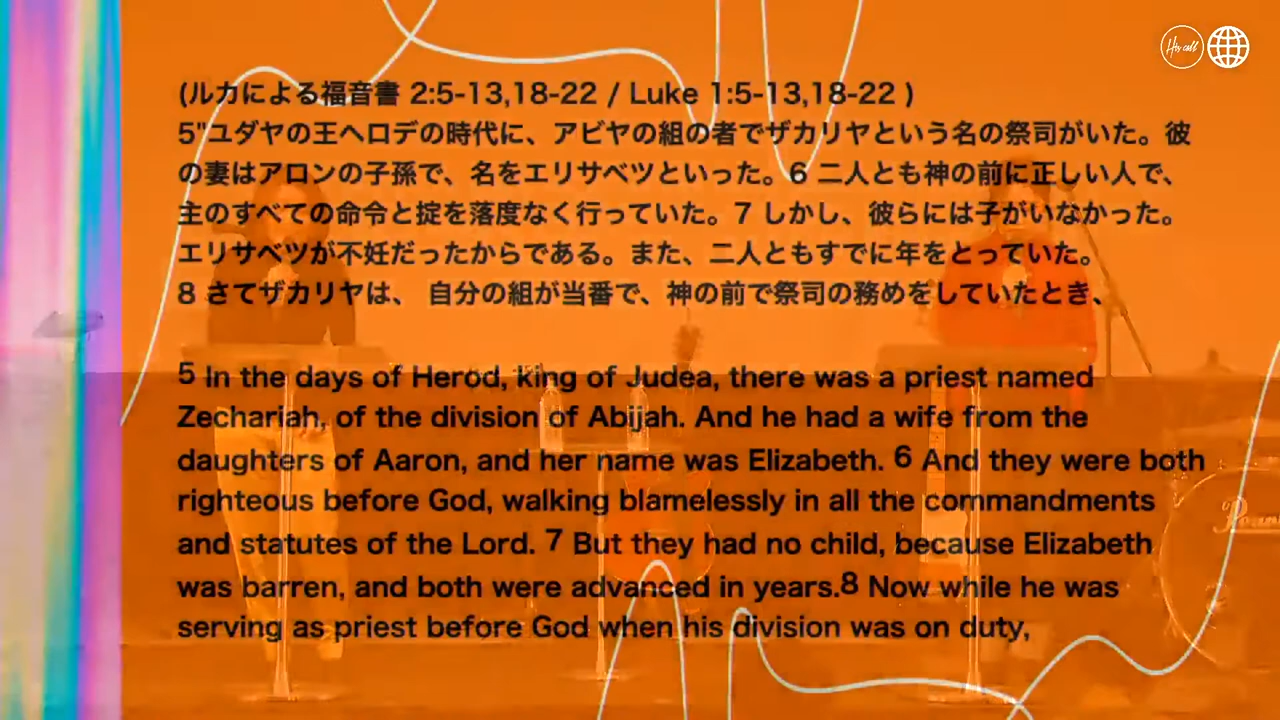 His call
(ルカによる福音書 2:5-13,18-22 / Luke 1:5-13,18-22 )
5"ユダヤの王ヘロデの時代に、アビヤの組の者でザカリヤという名の祭司がいた。彼
の妻はアロンの子孫で、名をエリサベツといった。6 二人とも神の前に正しい人で、
主のすべての命令と掟を落度なく行っていた。7 しかし、彼らには子がいなかった。
エリサベツが不妊だったからである。また、二人ともすでに年をとっていた。
8 さてザカリヤは、 自分の組が当番で、神の前で祭司の務めをしていたとき、
5 In the days of Herod, king of Judea, there was a priest named
Zechariah, of the division of Abijah. And he had a wife from the
daughters of Aaron, and her name was Elizabeth. 6 And they were both
righteous before God, walking blamelessly in all the commandments
and statutes of the Lord. 7 But they had no child, because Elizabeth
was barren, and both were advanced in years.8 Now while he was
serving as priest before God when his division was on duty,